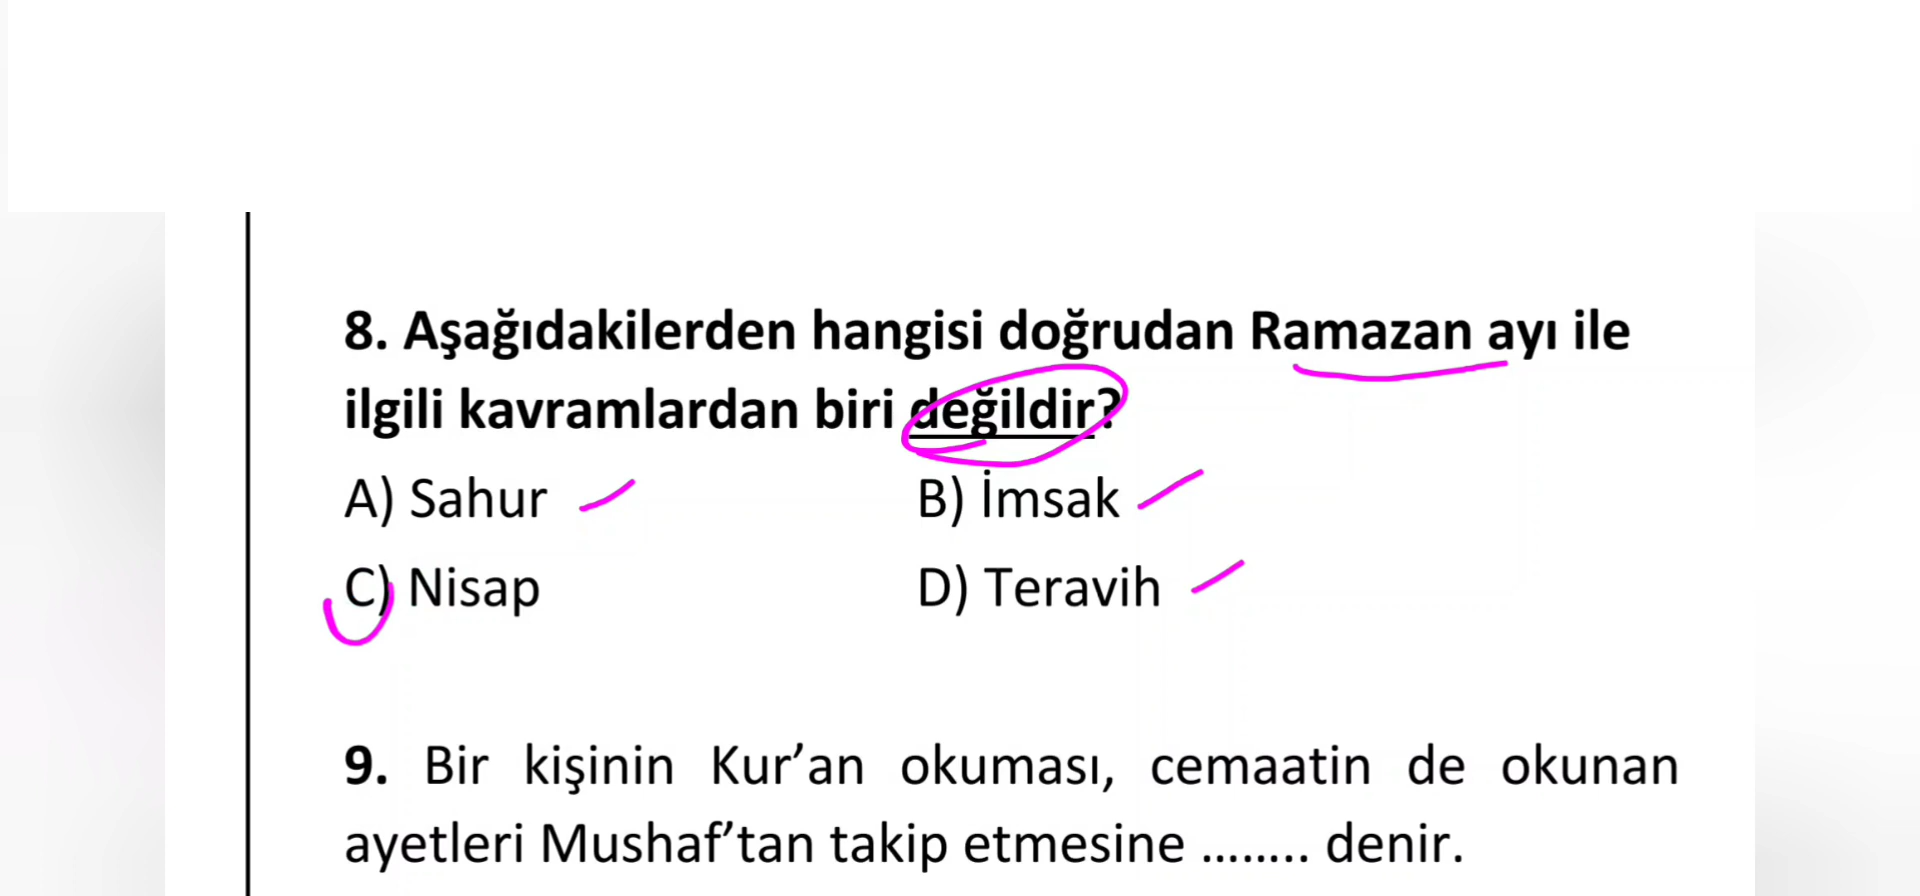 8. Aşağıdakilerden hangisi doğrudan Ramazan ayı ile
ilgili kavramlardan biri değildir?
A) Sahur B) İmsak
C) Nisap D) Teravih
9. Bir kişinin Kur’an okuması, cemaatin de okunan
ayetleri Mushaf’tan takip etmesine ........ denir.